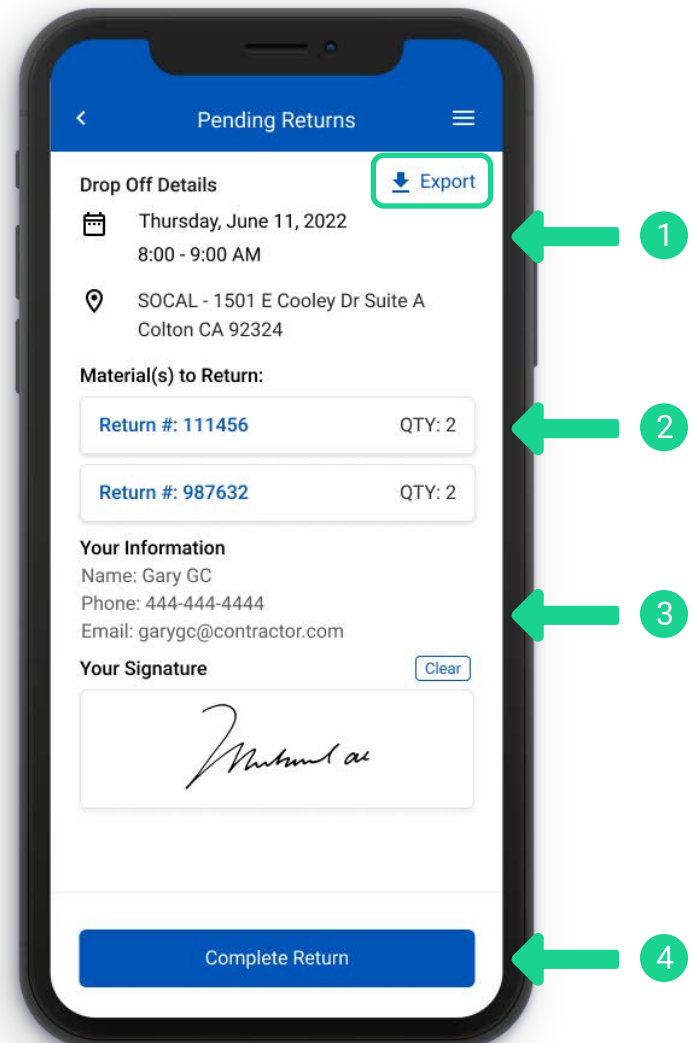 Pending Returns
Drop Off Details
Export
Thursday, June 11, 2022
8:00 - 9:00 AM
1
SOCAL - 1501 E Cooley Dr Suite A
Colton CA 92324
Material(s) to Return:
Return #: 111456 QTY: 2
2
Return #: 987632 QTY: 2
Your Information
Name: Gary GC
Phone: 444-444-4444
3
Email: garygc@contractor.com
Your Signature
Clear
Complete Return
4